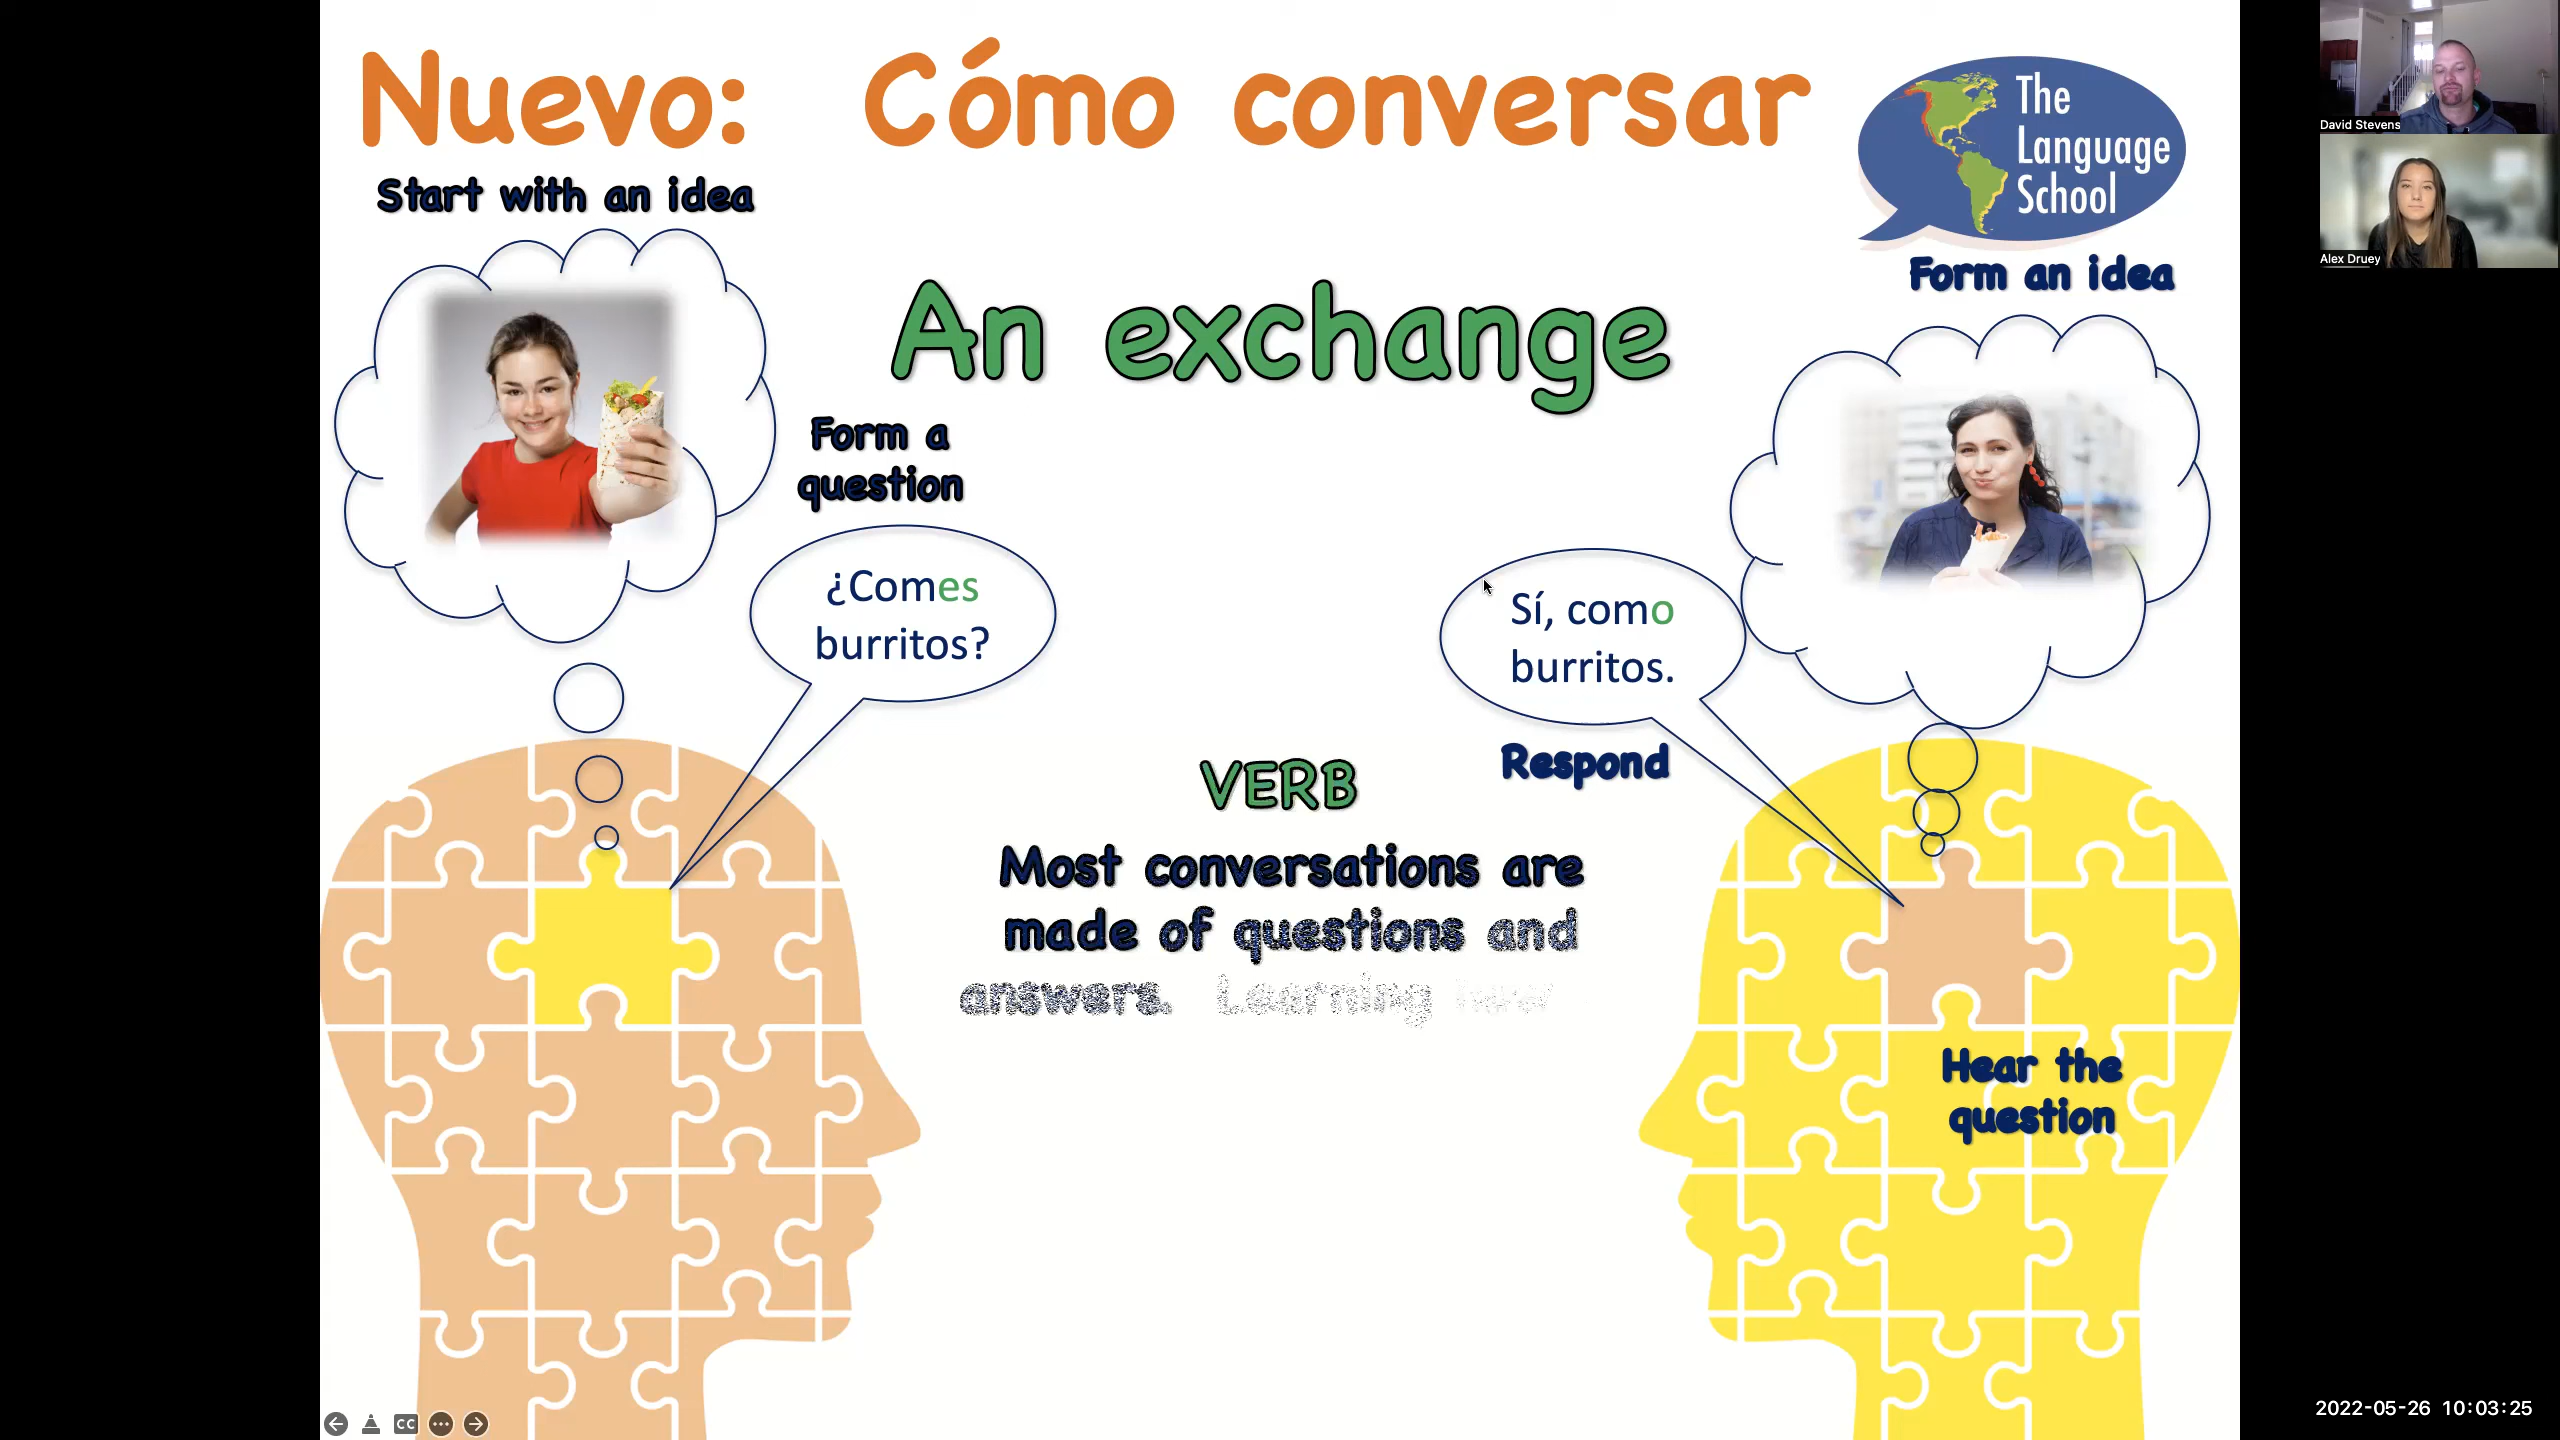 Nuevo: Cómo conversar
The
Language
School
Start with an idea
Form an idea
An exchange
Form a
question
¿Comes
burritos?
Sí, como
burritos.
Respond
VERB
Most conversations are
made of questions and
answers. Learning
Hear the
question
David Stevens
Alex Druey
CC
2022-05-26 10:03:25